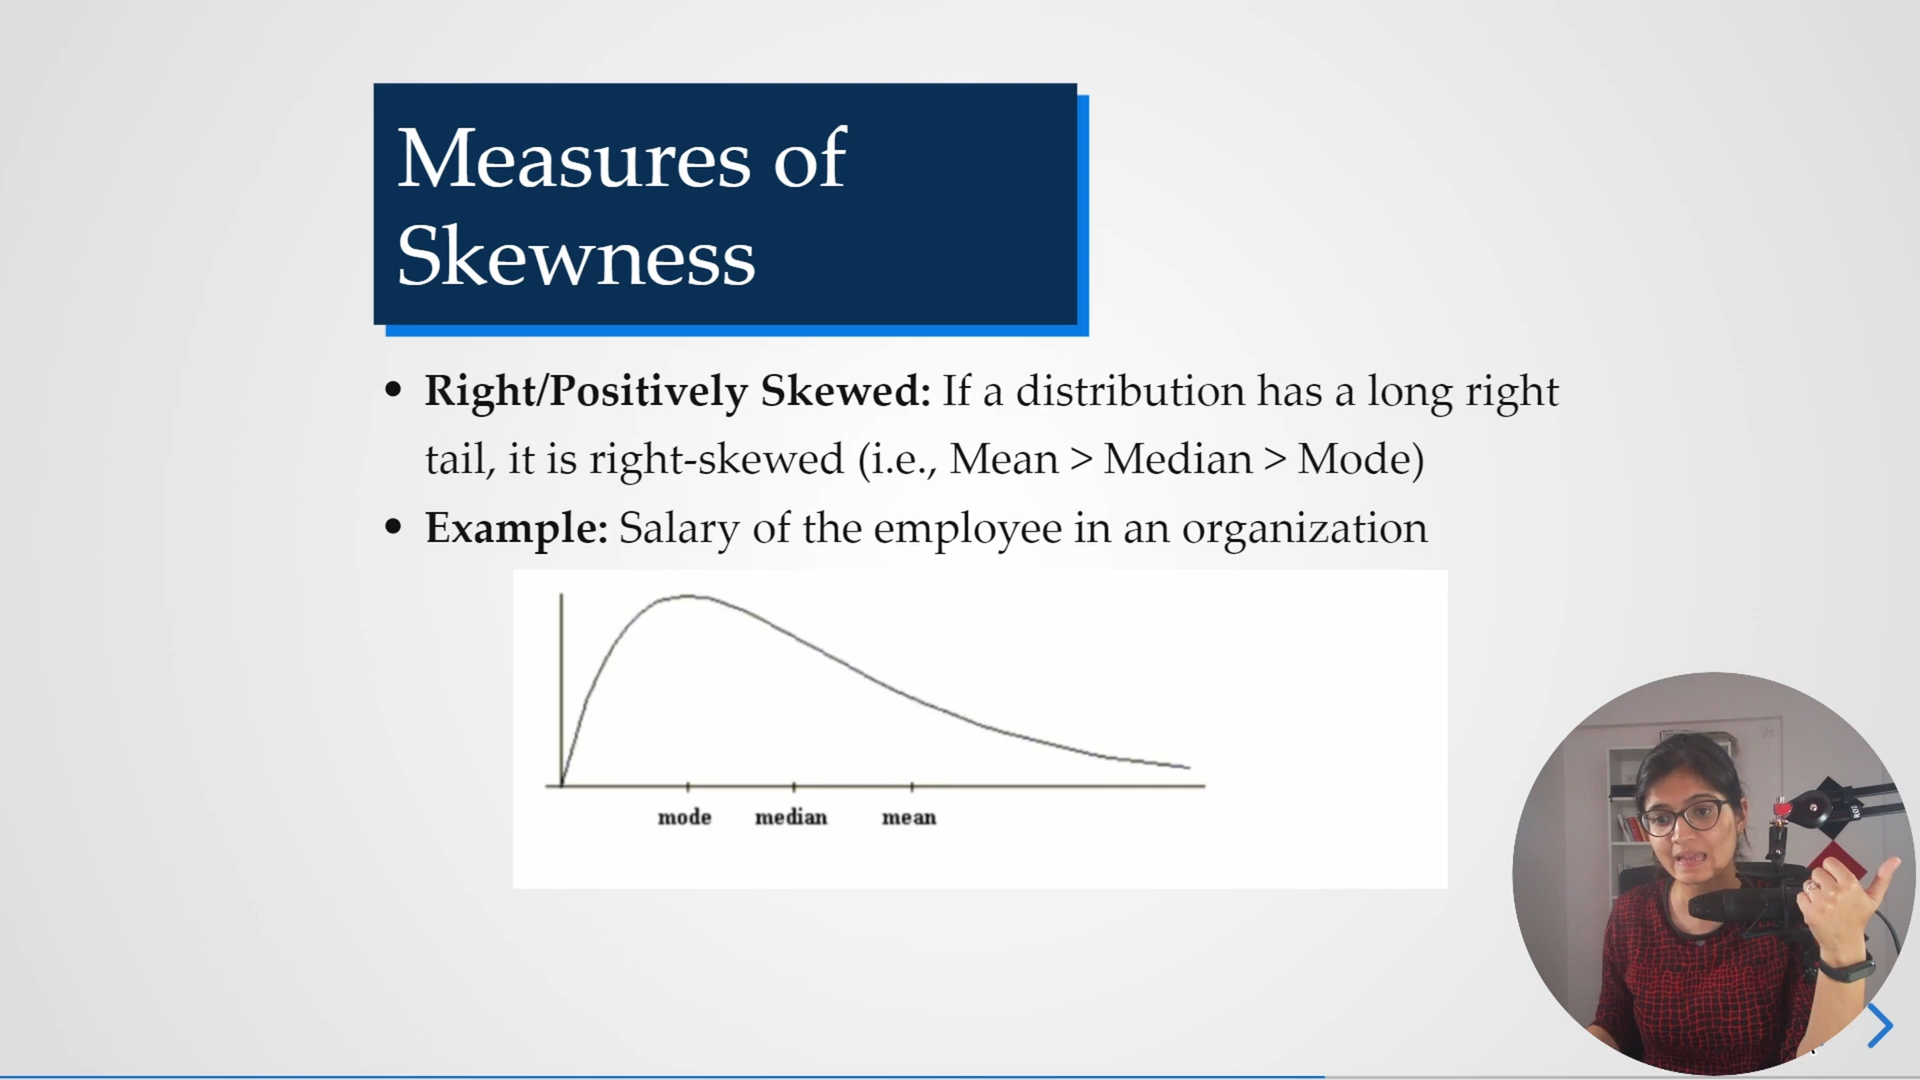 Measures of
Skewness
• Right/Positively Skewed: If a distribution has a long right
tail, it is right-skewed (i.e., Mean > Median > Mode)
• Example: Salary of the employee in an organization
mode median mean